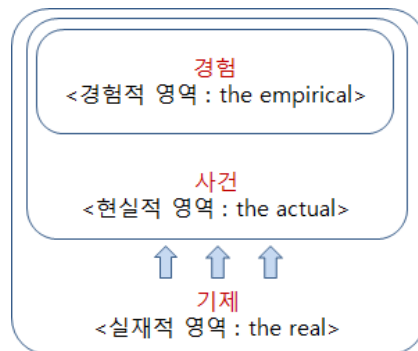 경험
<경험적 영역 : the empirical>
사건
<현실적 영역 : the actual>
기제
<실재적 영역 : the real>